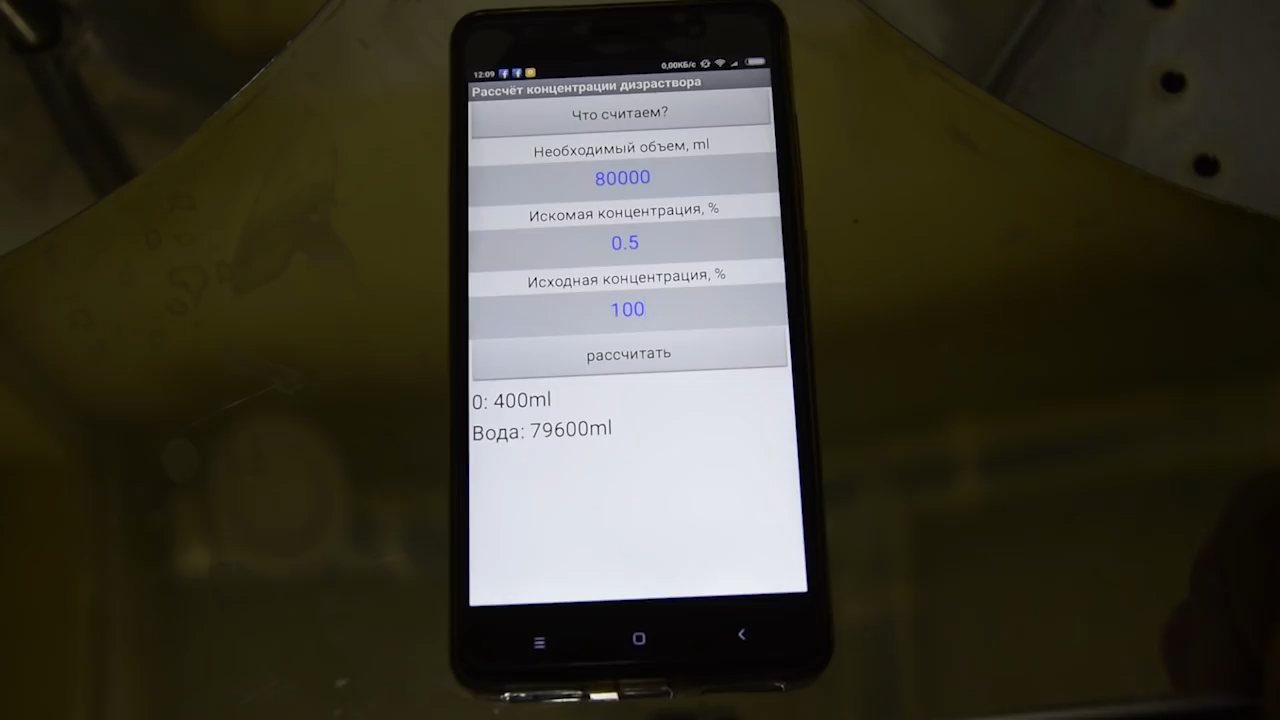 12:09
0,00КБ/с
Рассчёт концентрации дизраствора
Что считаем?
Необходимый объем, ml
80000
Искомая концентрация, %
0.5
Исходная концентрация, %
100
рассчитать
0: 400ml
Вода: 79600ml